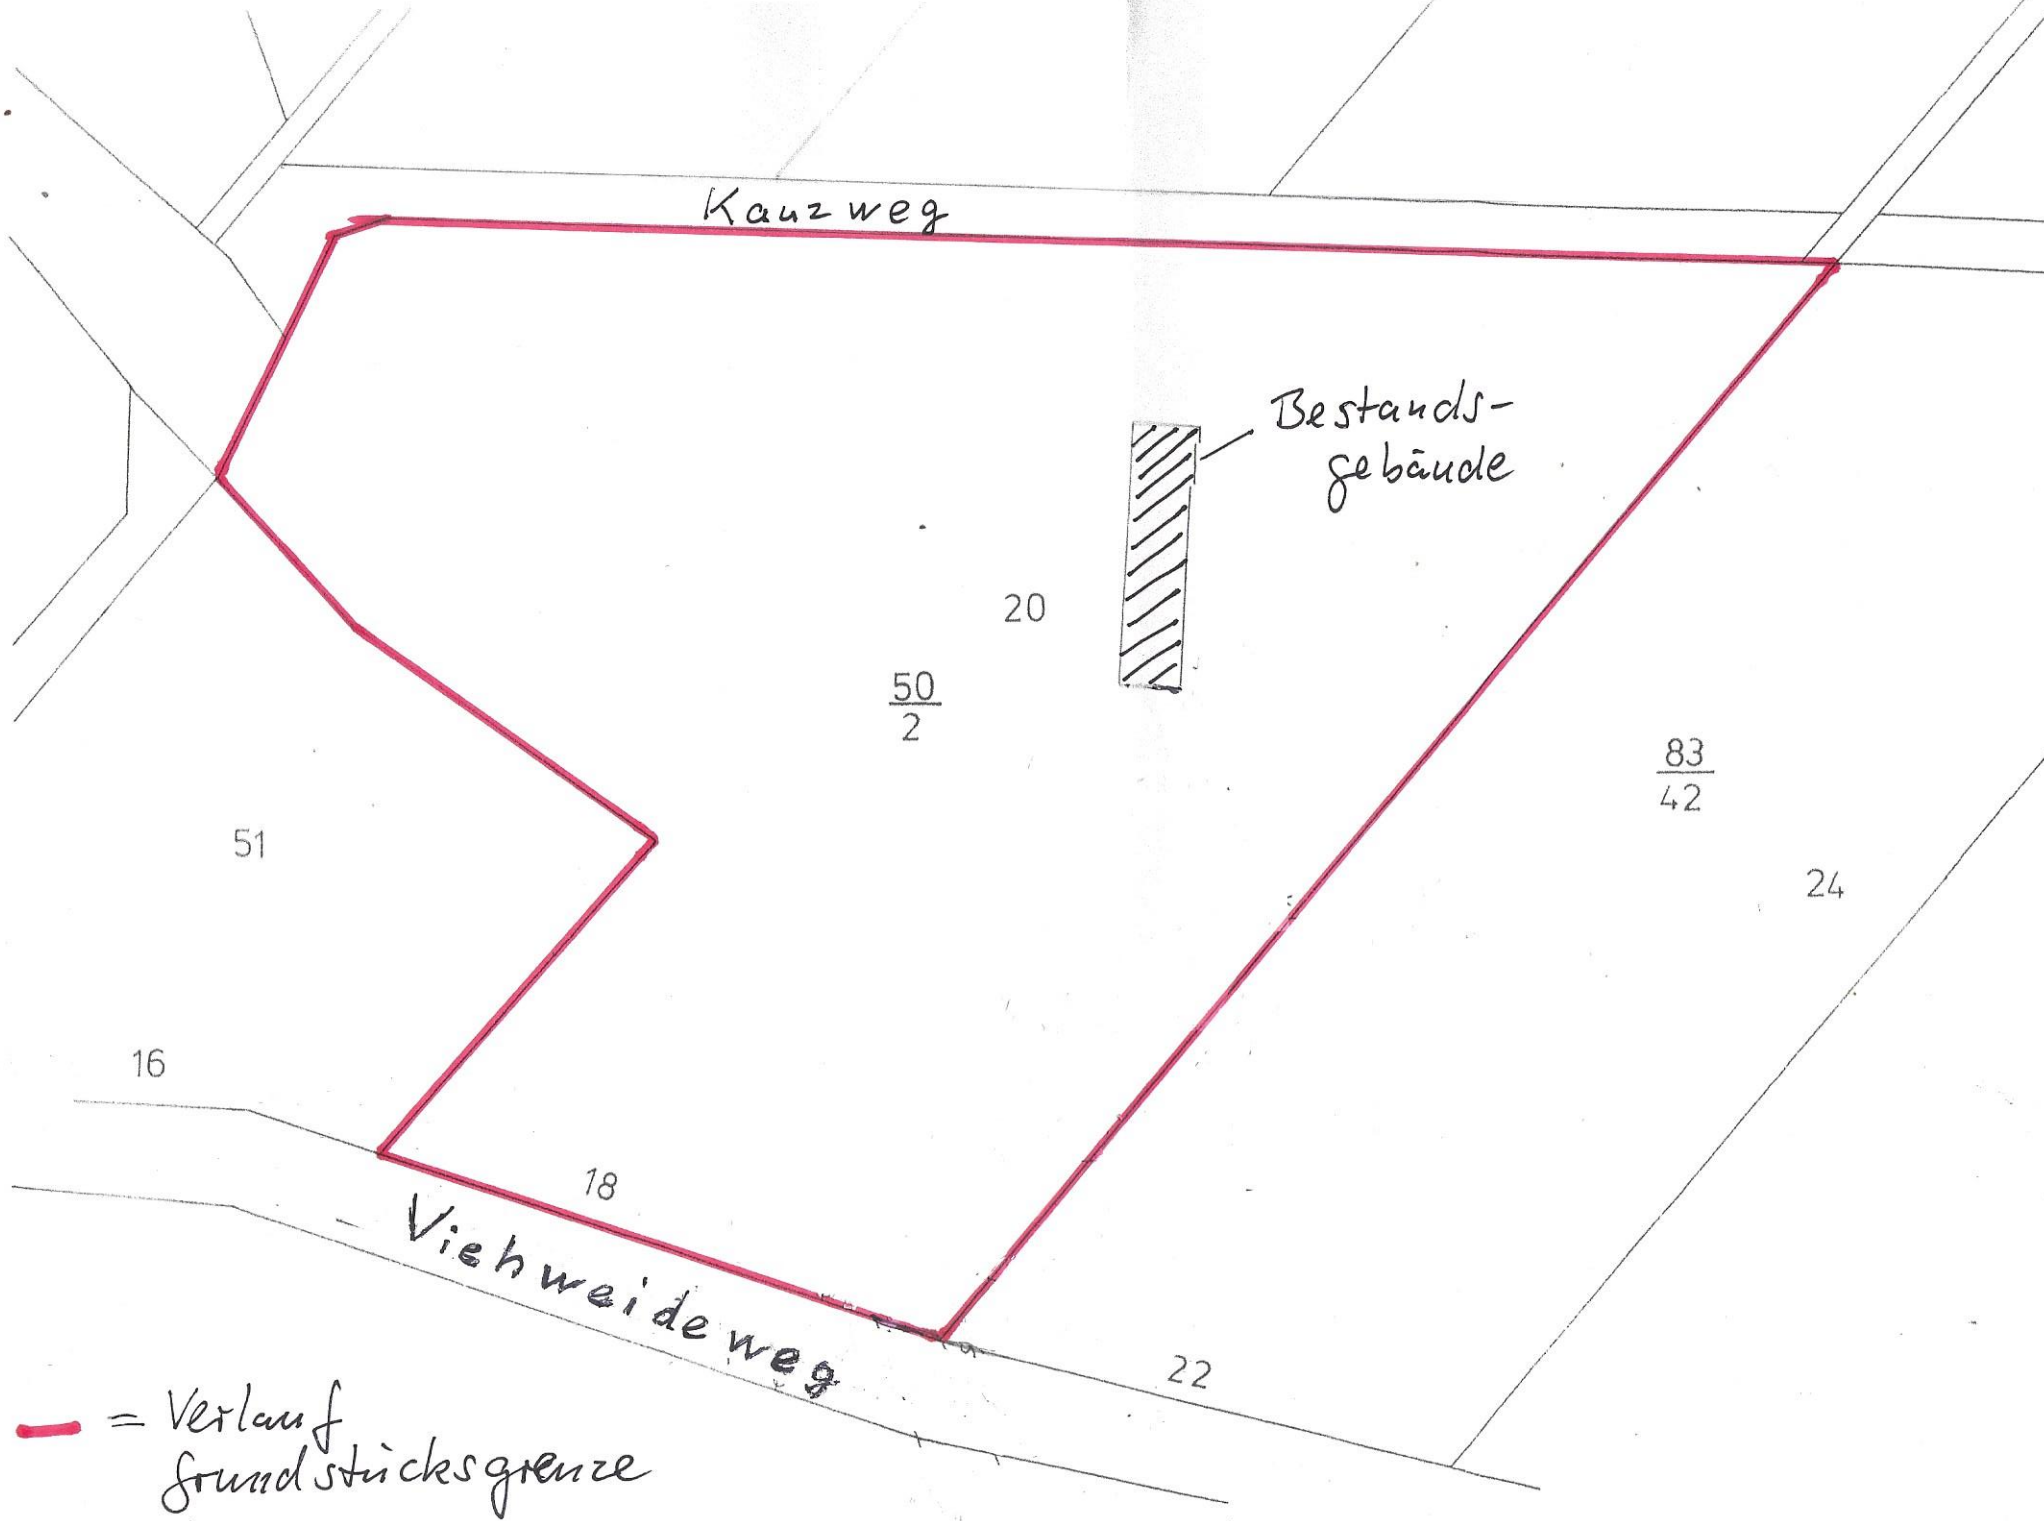 Kauzweg
Bestands-
gebäude
20
50
2
83
42
51
24
16
18
Viehweideweg
22
= Verlauf
Grundstücksgrenze